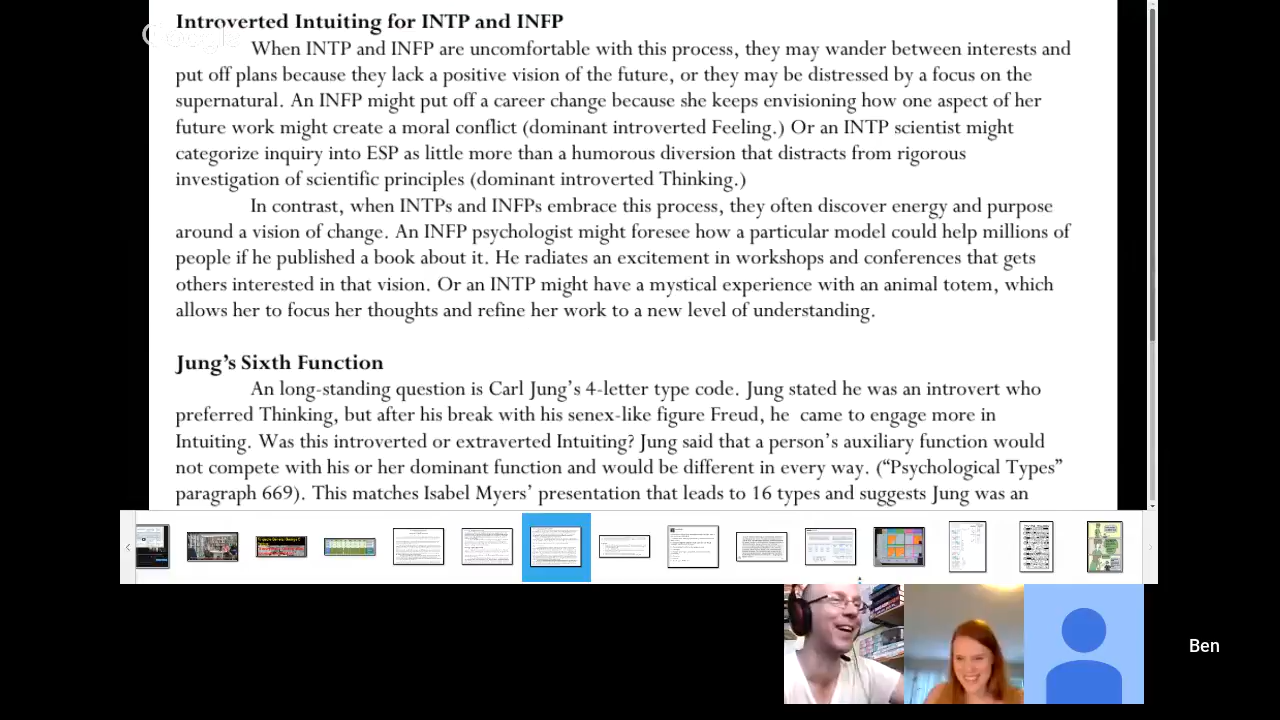 Google
Introverted Intuiting for INTP and INFP
When INTP and INFP are uncomfortable with this process, they may wander between interests and
put off plans because they lack a positive vision of the future, or they may be distressed by a focus on the
supernatural. An INFP might put off a career change because she keeps envisioning how one aspect of her
future work might create a moral conflict (dominant introverted Feeling.) Or an INTP scientist might
categorize inquiry into ESP as little more than a humorous diversion that distracts from rigorous
investigation of scientific principles (dominant introverted Thinking.)
In contrast, when INTPs and INFPs embrace this process, they often discover energy and purpose
around a vision of change. An INFP psychologist might foresee how a particular model could help millions of
people if he published a book about it. He radiates an excitement in workshops and conferences that gets
others interested in that vision. Or an INTP might have a mystical experience with an animal totem, which
allows her to focus her thoughts and refine her work to a new level of understanding.
Jung's Sixth Function
An long-standing question is Carl Jung's 4-letter type code. Jung stated he was an introvert who
preferred Thinking, but after his break with his senex-like figure Freud, he came to engage more in
Intuiting. Was this introverted or extraverted Intuiting? Jung said that a person's auxiliary function would
not compete with his or her dominant function and would be different in every way. ("Psychological Types"
paragraph 669). This matches Isabel Myers' presentation that leads to 16 types and suggests Jung was an
Ben